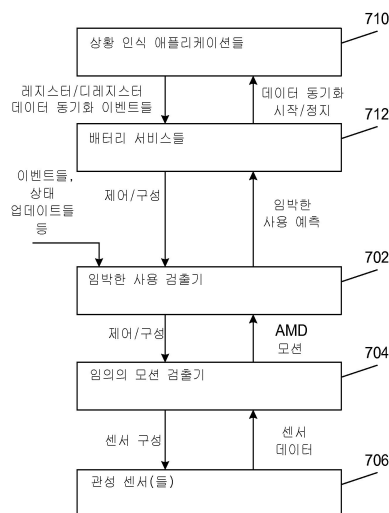 710
상황 인식 애플리케이션들
레지스터/디레지스터
데이터 동기화 이벤트들
데이터 동기화
시작/정지
712
배터리 서비스들
이벤트들,
상태
업데이트들
등
제어/구성
임박한
사용 예측
702
임박한 사용 검출기
제어/구성
AMD
모션
704
임의의 모션 검출기
센서 구성
센서
데이터
706
관성 센서(들)